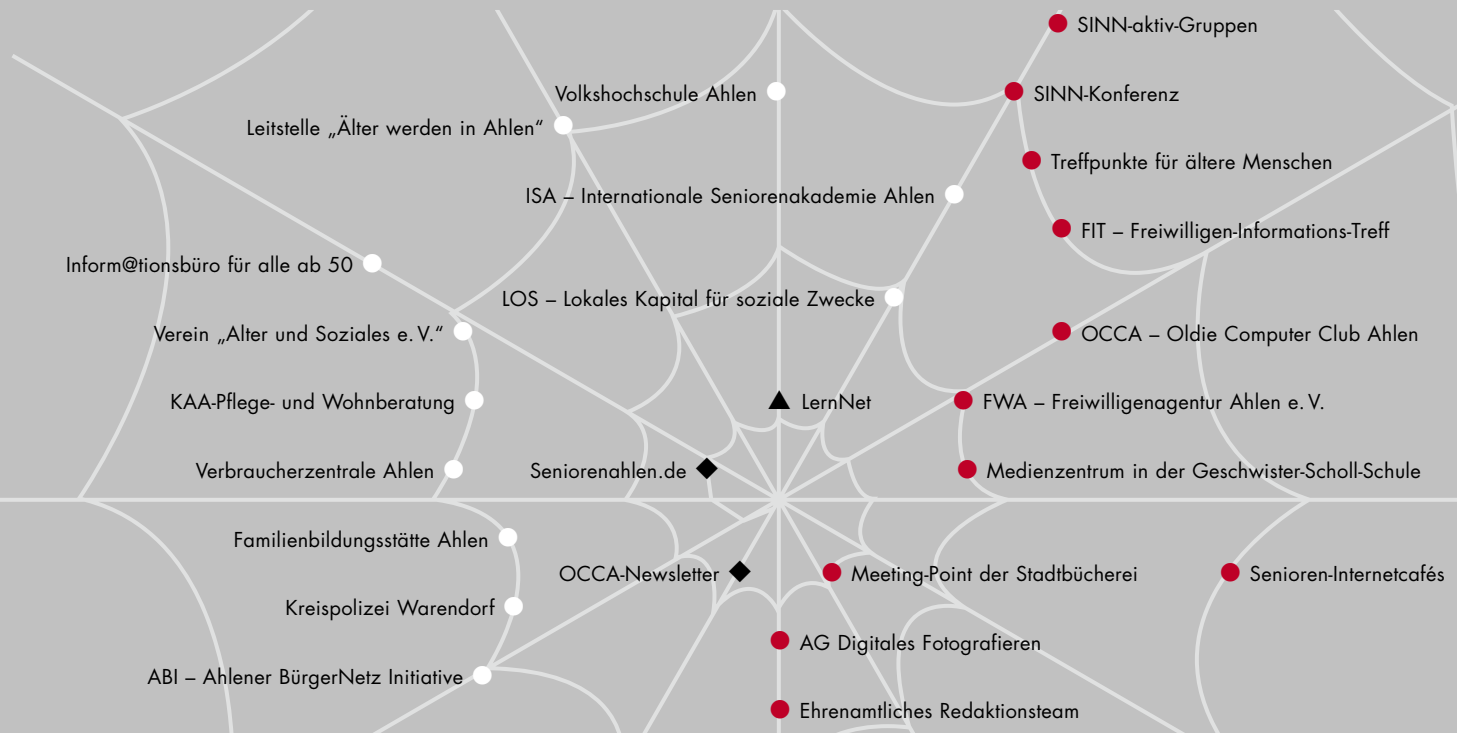 SINN-aktiv-Gruppen
Volkshochschule Ahlen
SINN-Konferenz
Leitstelle „Älter werden in Ahlen“
Treffpunkte für ältere Menschen
ISA – Internationale Seniorenakademie Ahlen
FIT – Freiwilligen-Informations-Treff
Inform@tionsbüro für alle ab 50
LOS – Lokales Kapital für soziale Zwecke
Verein „Alter und Soziales e. V.“
OCCA – Oldie Computer Club Ahlen
KAA-Pflege- und Wohnberatung
LernNet
FWA – Freiwilligenagentur Ahlen e. V.
Verbraucherzentrale Ahlen
Seniorenahlen.de
Medienzentrum in der Geschwister-Scholl-Schule
Familienbildungsstätte Ahlen
OCCA-Newsletter
Meeting-Point der Stadtbücherei
Senioren-Internetcafés
Kreispolizei Warendorf
AG Digitales Fotografieren
ABI – Ahlener BürgerNetz Initiative
Ehrenamtliches Redaktionsteam